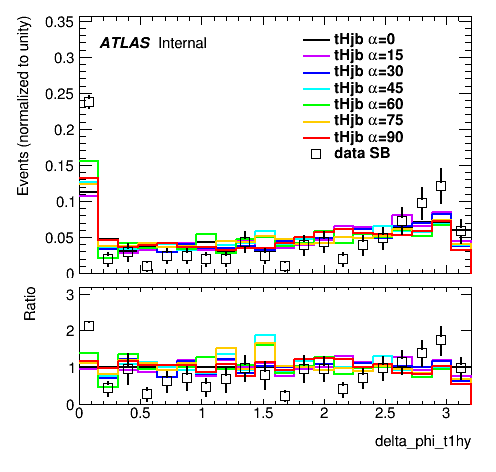 0.35
ATLAS Internal
0.3
tHjb α=0
tHjb α=15
tHjb α=30
tHjb α=45
tHjb α=60
tHjb α=75
tHjb α=90
data SB
0.25
0.2
0.15
0.1
0.05
0
Events (normalized to unity)
3
2
1
0
Ratio
0 0.5 1 1.5 2 2.5 3
delta_phi_t1hy